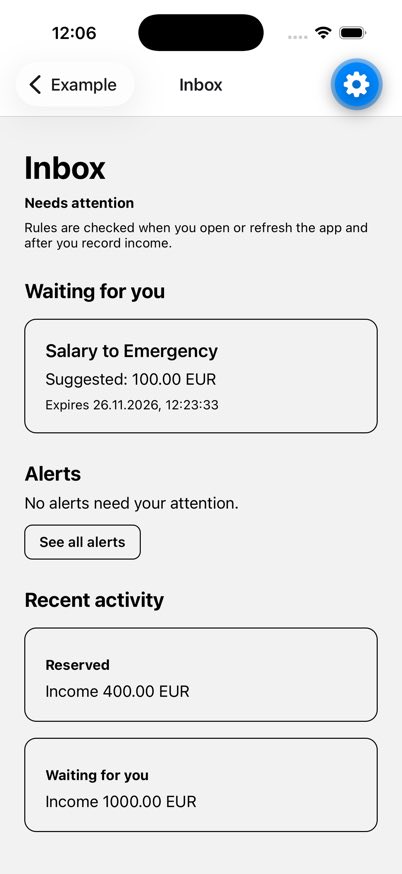 12:06
Example
Inbox
Inbox
Needs attention
Rules are checked when you open or refresh the app and
after you record income.
Waiting for you
Salary to Emergency
Suggested: 100.00 EUR
Expires 26.11.2026, 12:23:33
Alerts
No alerts need your attention.
See all alerts
Recent activity
Reserved
Income 400.00 EUR
Waiting for you
Income 1000.00 EUR